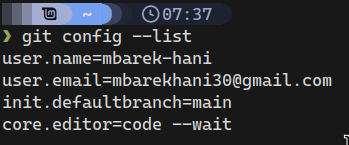 ~ 07:37
❯ git config --list
user.name=mbarek-hani
user.email=mbarekhani30@gmail.com
init.defaultbranch=main
core.editor=code --wait